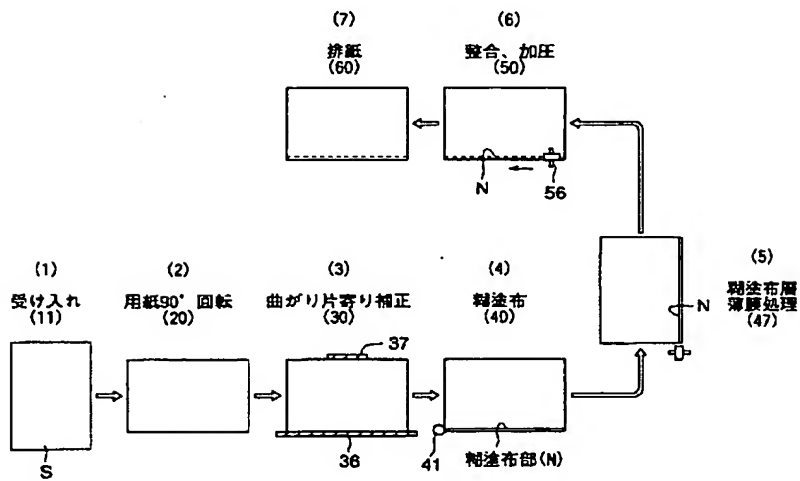 (7)
排紙
(60)
(6)
整合、加圧
(50)
N
56
(1)
受け入れ
(11)
S
(2)
用紙90°回転
(20)
(3)
曲がり片寄り補正
(30)
37
36
(4)
糊塗布
(40)
41
糊塗布部(N)
(5)
糊塗布層
薄膜処理
(47)
N